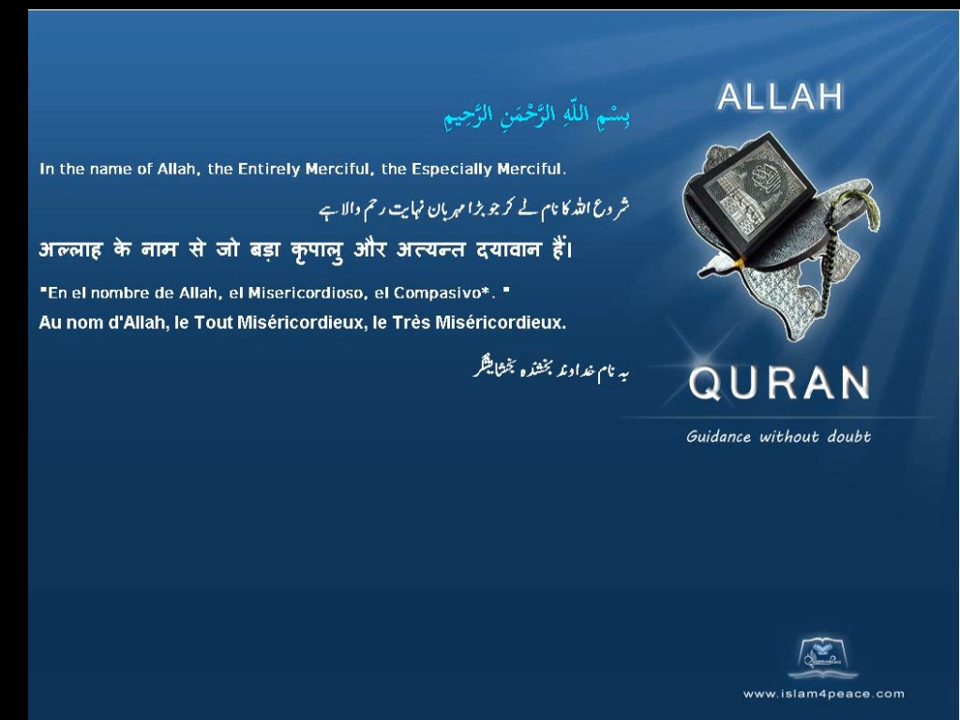 بِسْمِ اللَّهِ الرَّحْمَنِ الرَّحِيمِ
In the name of Allah, the Entirely Merciful, the Especially Merciful.
شروع اللہ کا نام لے کر جو بڑا مہربان نہایت رحم والا ہے
अल्लाह के नाम से जो बड़ा कृपालु और अत्यन्त दयावान हैं।
"En el nombre de Allah, el Misericordioso, el Compasivo*. "
Au nom d'Allah, le Tout Miséricordieux, le Très Miséricordieux.
به نام خداوند بخشنده بخشایشگر
ALLAH
QURAN
Guidance without doubt
www.islam4peace.com